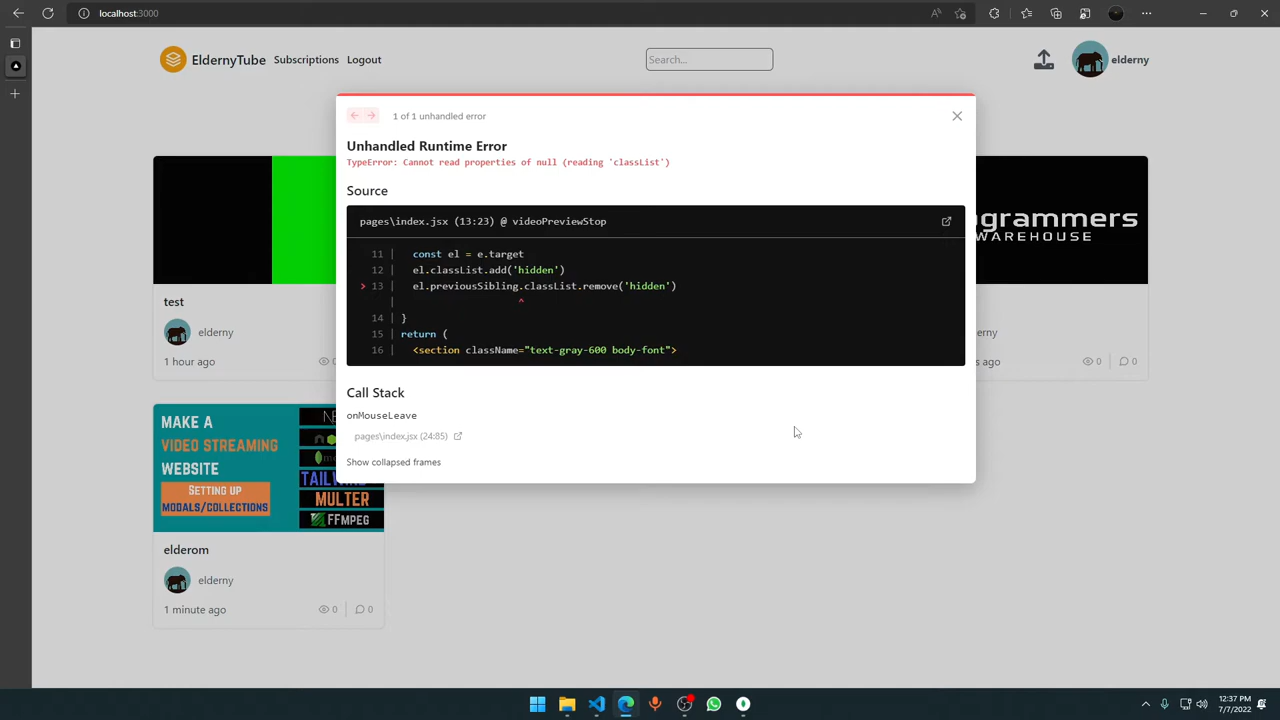 localhost:3000
EldernyTube Subscriptions Logout
Search...
elderny
1 of 1 unhandled error
Unhandled Runtime Error
TypeError: Cannot read properties of null (reading 'classList')
Source
pages\index.jsx (13:23) @ videoPreviewStop
11 | const el = e.target
12 | el.classList.add('hidden')
> 13 | el.previousSibling.classList.remove('hidden')
| ^
14 | }
15 | return (
16 | <section className="text-gray-600 body-font">
Call Stack
onMouseLeave
pages\index.jsx (24:85)
Show collapsed frames
test
elderny
1 hour ago
0
ogrammers
WAREHOUSE
erny
s ago
0 0
MAKE A
VIDEO STREAMING
WEBSITE
SETTING UP
MODALS/COLLECTIONS
NE
TAILW
MULTER
FFMPEG
elderom
elderny
1 minute ago
0 0
12:37 PM
7/7/2022